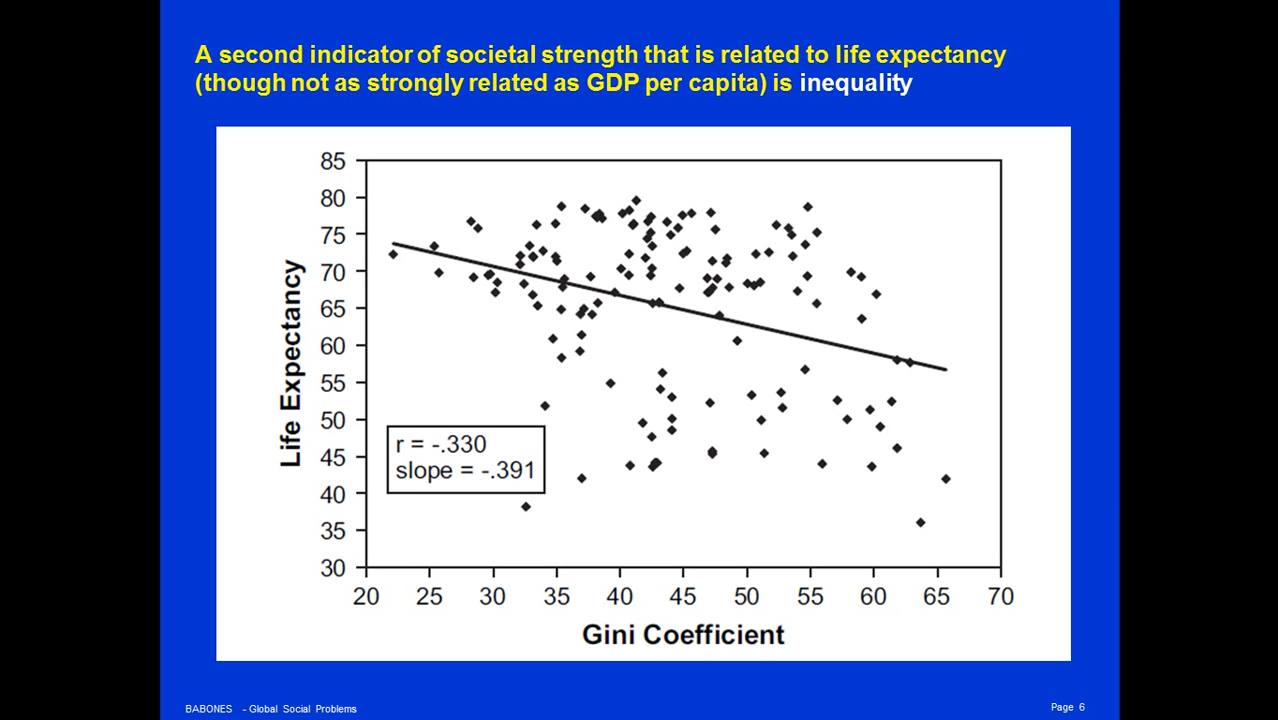 A second indicator of societal strength that is related to life expectancy
(though not as strongly related as GDP per capita) is inequality
85
80
75
70
65
60
55
50
45
40
35
30
Life Expectancy
r = -.330
slope = -.391
20 25 30 35 40 45 50 55 60 65 70
Gini Coefficient
BABONES - Global Social Problems
Page 6